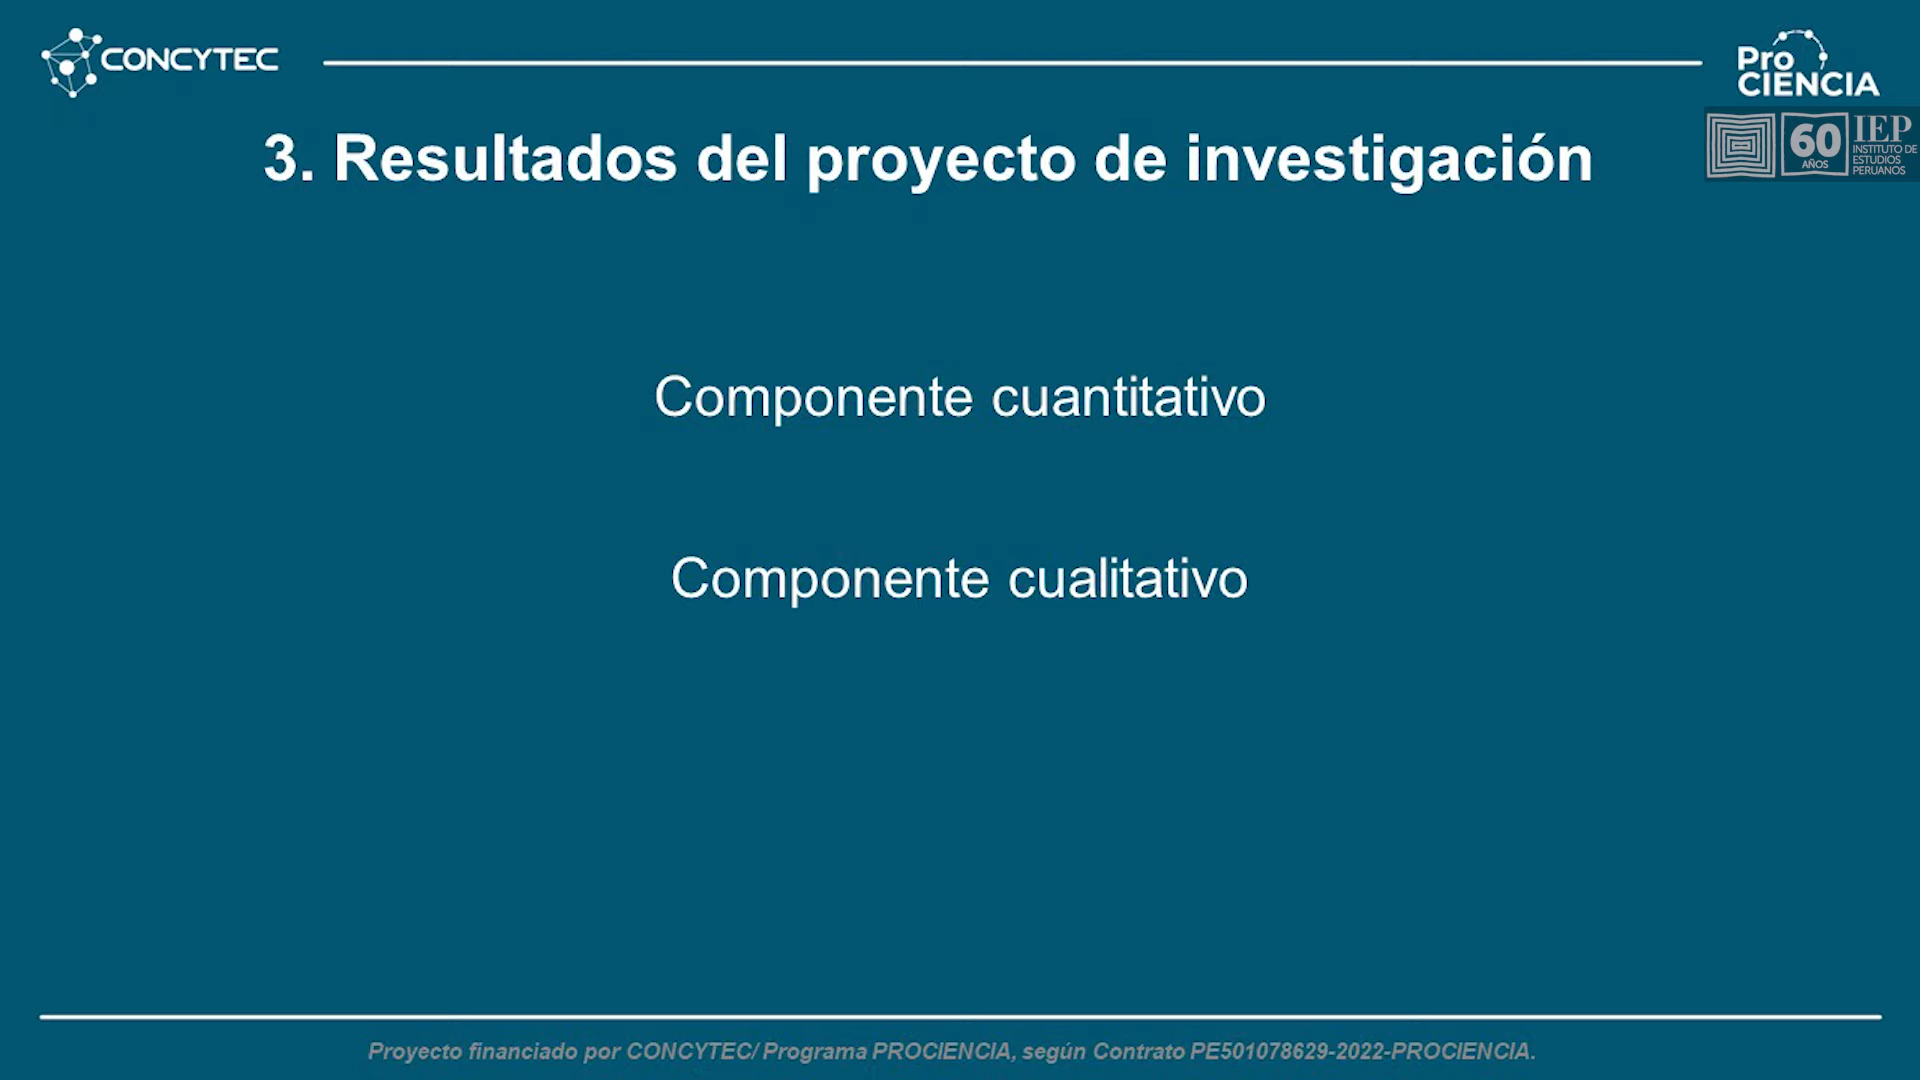 CONCYTEC
Pro
CIENCIA
60
AÑOS
IEP
INSTITUTO DE
ESTUDIOS
PERUANOS
3. Resultados del proyecto de investigación
Componente cuantitativo
Componente cualitativo
Proyecto financiado por CONCYTEC/ Programa PROCIENCIA, según Contrato PE501078629-2022-PROCIENCIA.